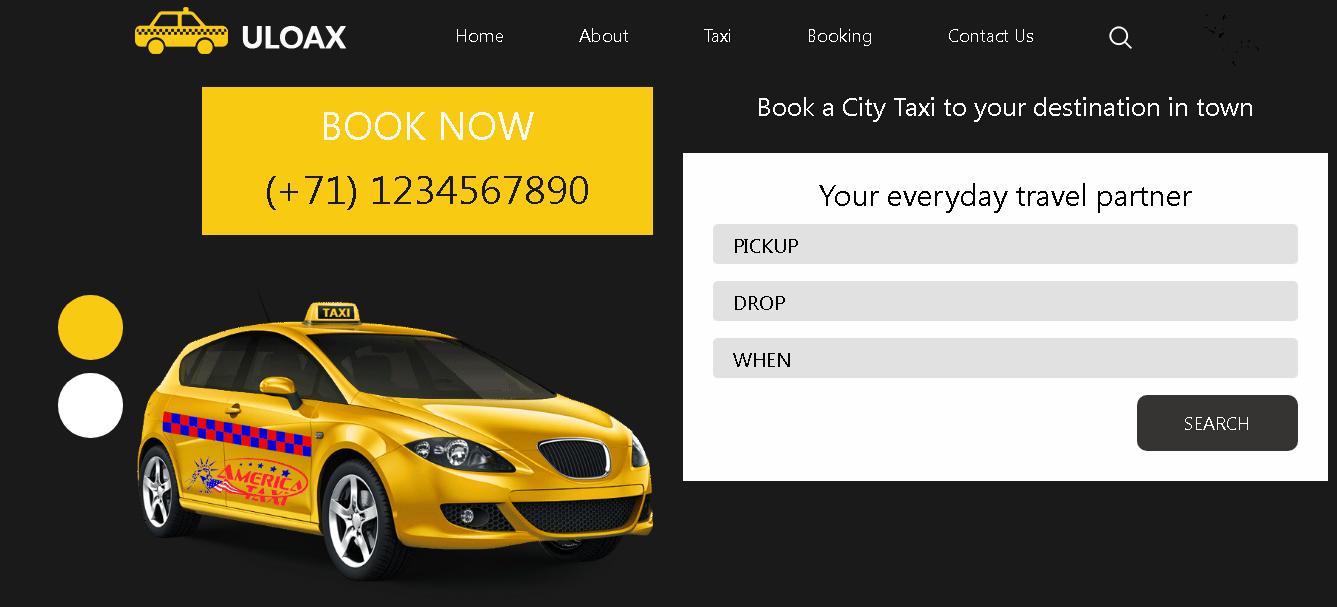 ULOAX
Home
About
Taxi
Booking
Contact Us
BOOK NOW
(+71) 1234567890
Book a City Taxi to your destination in town
Your everyday travel partner
PICKUP
DROP
WHEN
SEARCH
TAXI
AMERICA
TAXI